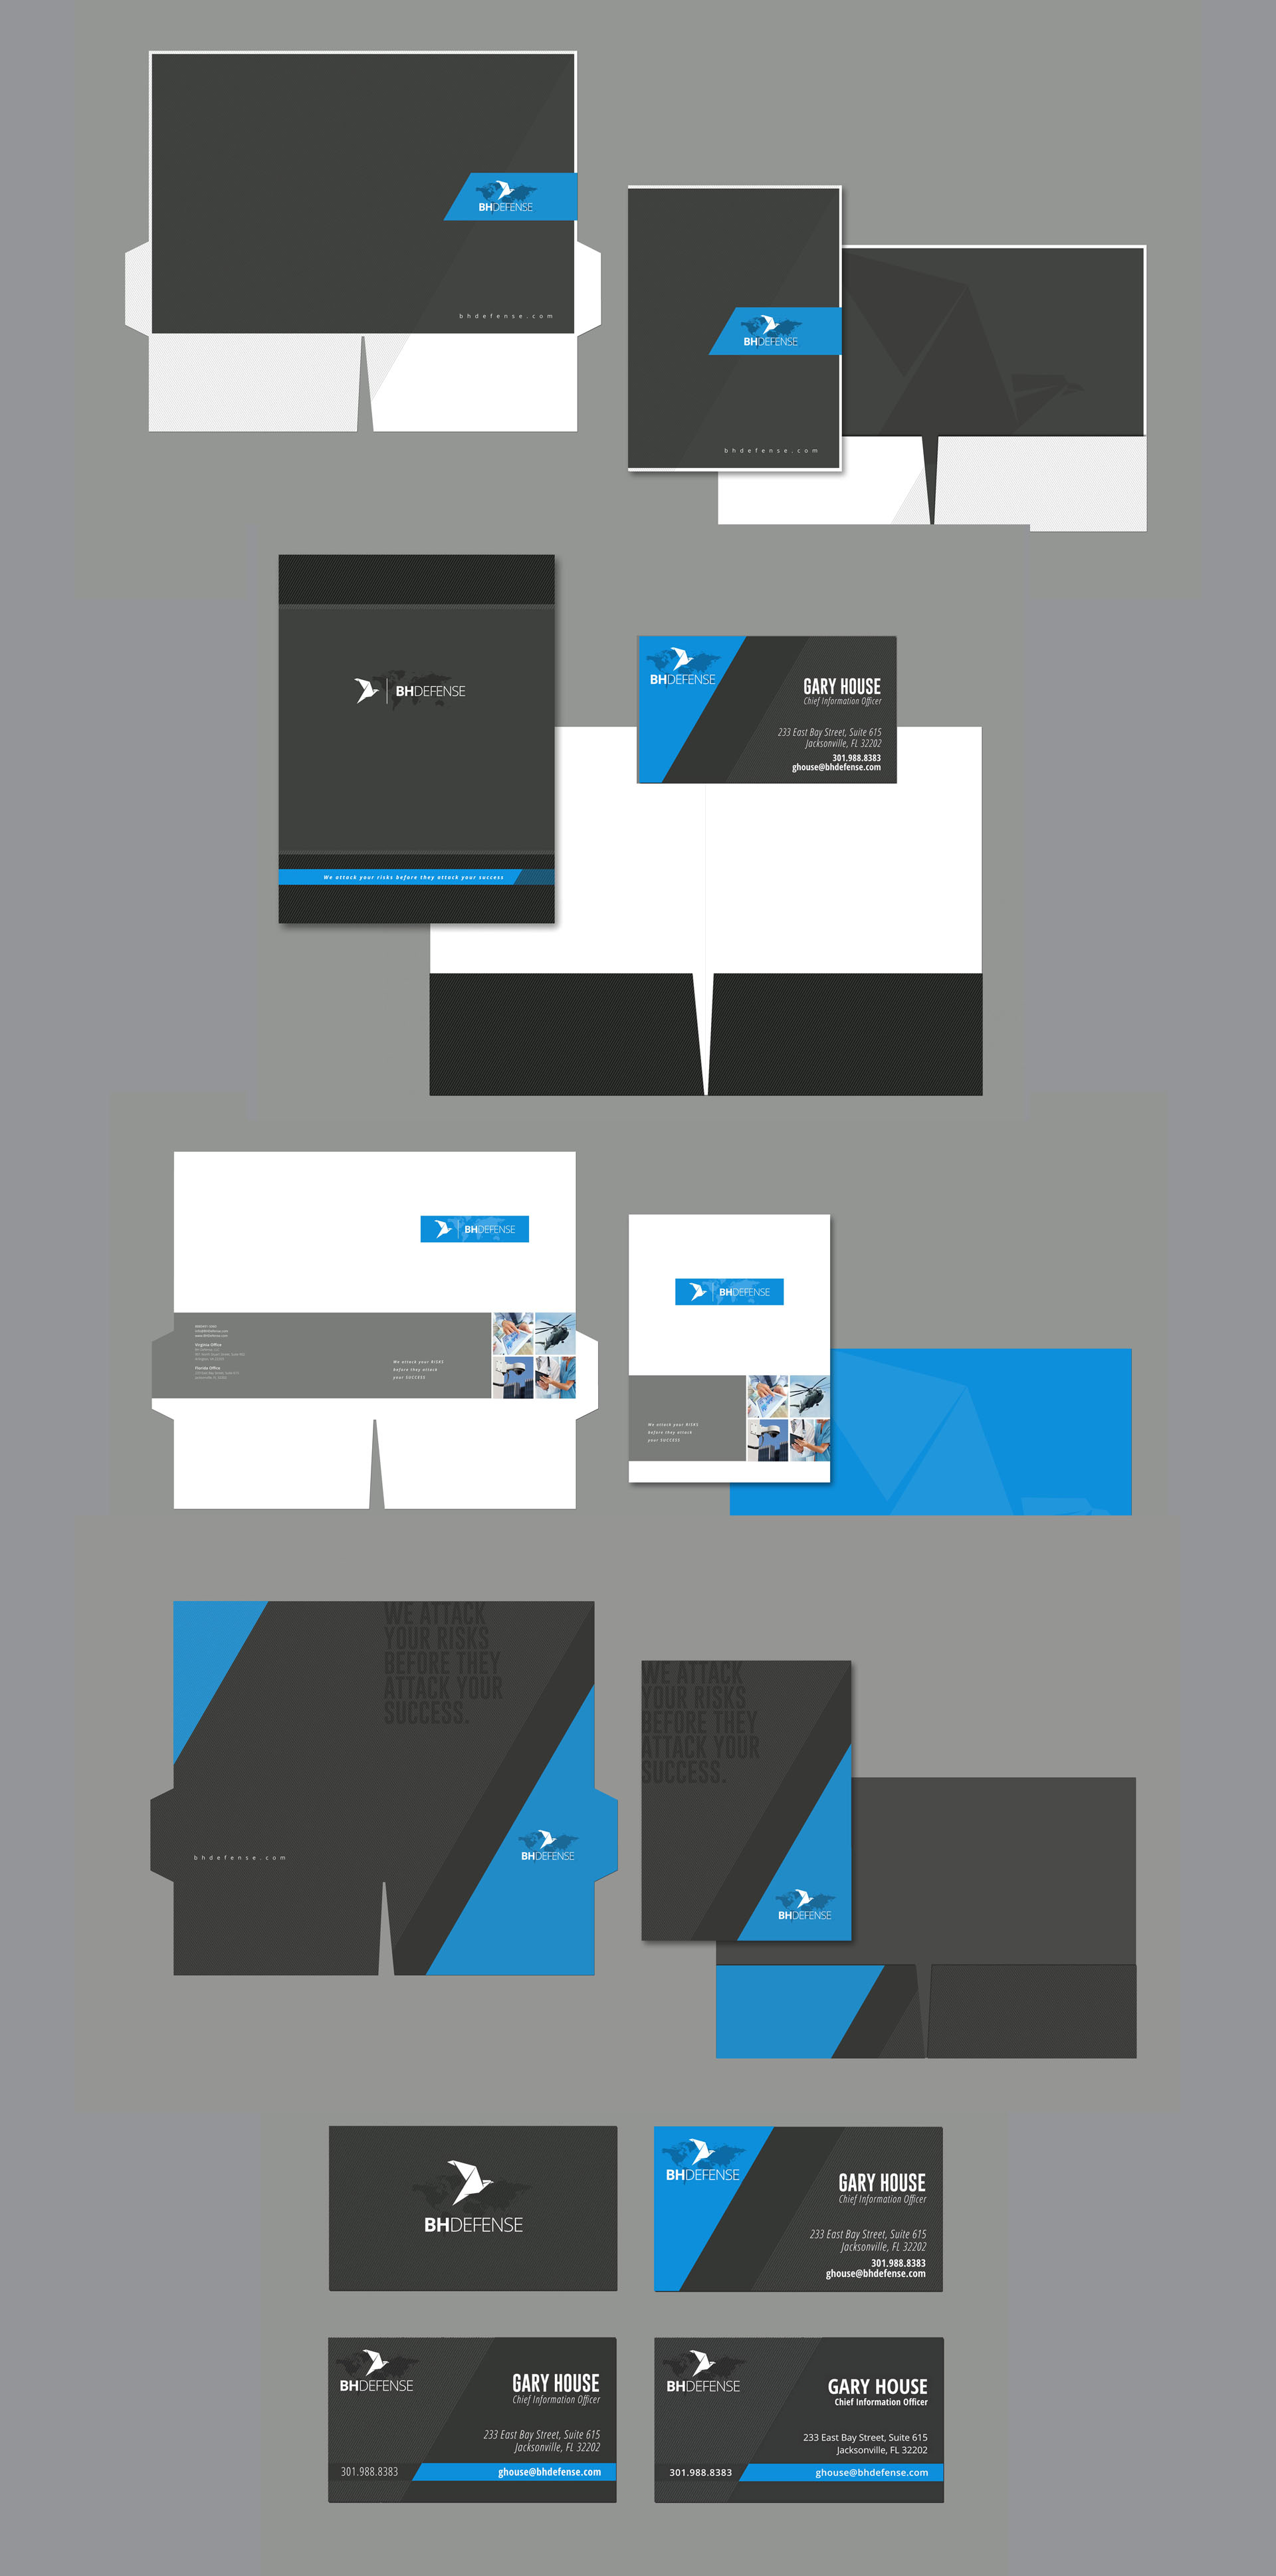 BHDEFENSE
bhdefense.com
BHDEFENSE
bhdefense.com
BHDEFENSE
We attack your risks before they attack your success
BHDEFENSE
GARY HOUSE
Chief Information Officer
233 East Bay Street, Suite 615
Jacksonville, FL 32202
301.988.8383
ghouse@bhdefense.com
BHDEFENSE
Virginia Office
Florida Office
We attack your RISKS
before they attack
your SUCCESS
BHDEFENSE
We attack your RISKS
before they attack
your SUCCESS
WE ATTACK
YOUR RISKS
BEFORE THEY
ATTACK YOUR
SUCCESS.
bhdefense.com
BHDEFENSE
WE ATTACK
YOUR RISKS
BEFORE THEY
ATTACK YOUR
SUCCESS.
BHDEFENSE
BHDEFENSE
BHDEFENSE
GARY HOUSE
Chief Information Officer
233 East Bay Street, Suite 615
Jacksonville, FL 32202
301.988.8383
ghouse@bhdefense.com
BHDEFENSE
GARY HOUSE
Chief Information Officer
233 East Bay Street, Suite 615
Jacksonville, FL 32202
301.988.8383
ghouse@bhdefense.com
BHDEFENSE
GARY HOUSE
Chief Information Officer
233 East Bay Street, Suite 615
Jacksonville, FL 32202
301.988.8383
ghouse@bhdefense.com